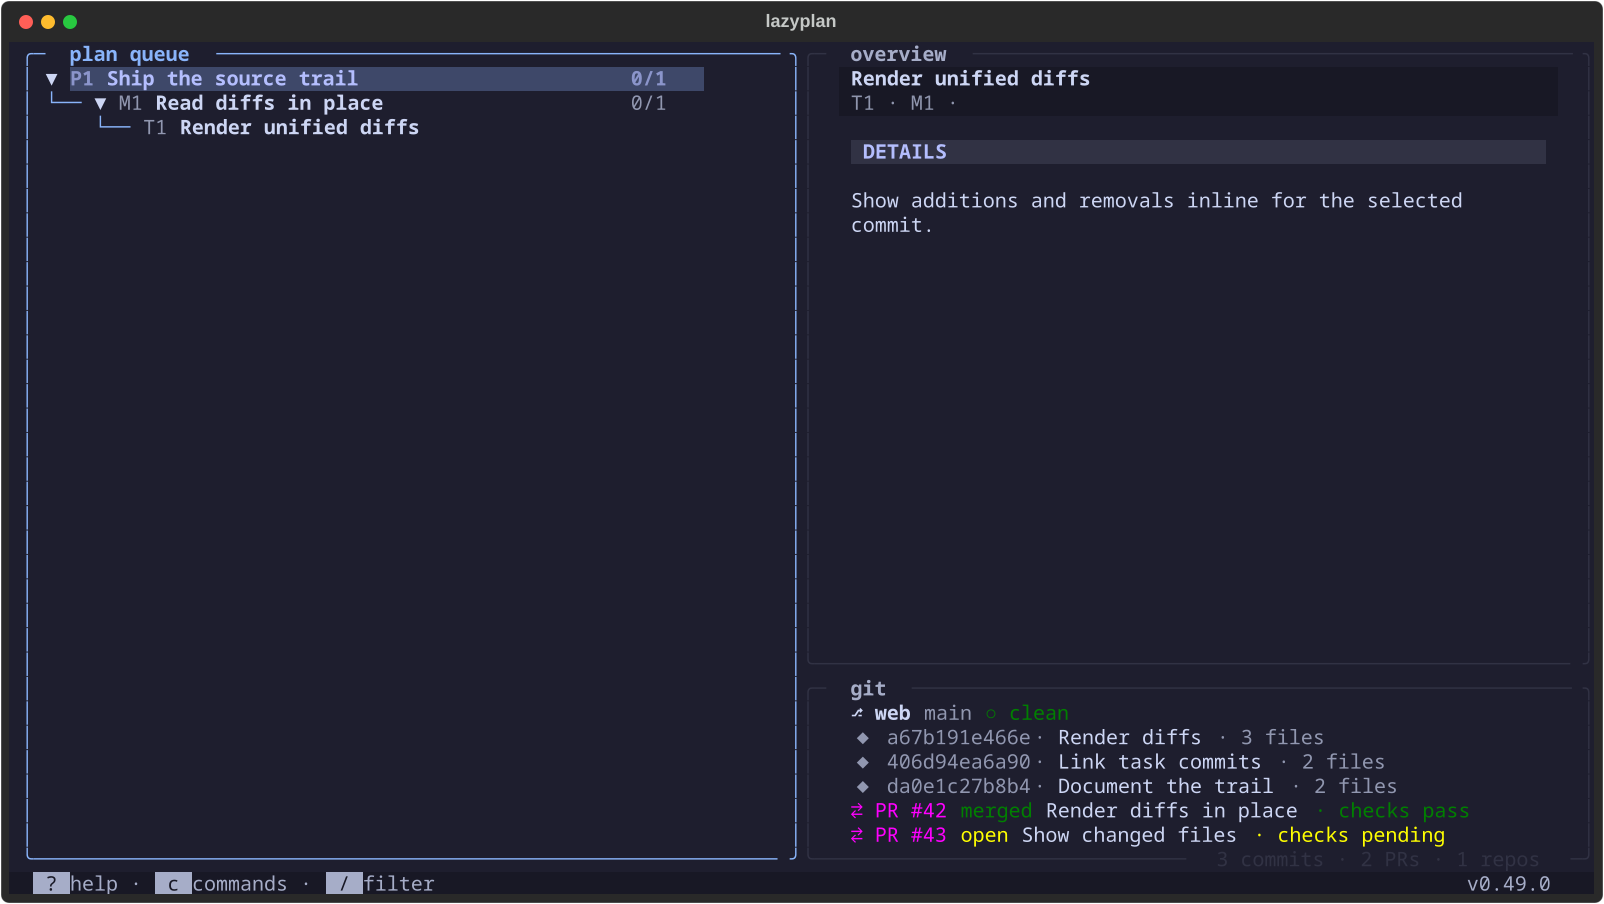 lazyplan
plan queue
▼ P1 Ship the source trail 0/1
▼ M1 Read diffs in place 0/1
T1 Render unified diffs
overview
Render unified diffs
T1 · M1 ·
DETAILS
Show additions and removals inline for the selected
commit.
git
⎇ web main ○ clean
◆ a67b191e466e· Render diffs · 3 files
◆ 406d94ea6a90· Link task commits · 2 files
◆ da0e1c27b8b4· Document the trail · 2 files
⇄ PR #42 merged Render diffs in place · checks pass
⇄ PR #43 open Show changed files · checks pending
3 commits · 2 PRs · 1 repos
? help · c commands · / filter
v0.49.0